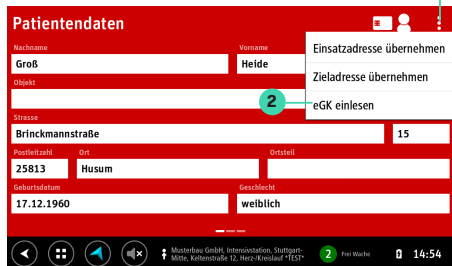 Patientendaten
Nachname
Vorname
Groß
Heide
Einsatzadresse übernehmen
Zieladresse übernehmen
eGK einlesen
2
Objekt
Strasse
Brinckmannstraße
15
Postleitzahl
Ort
Ortsteil
25813
Husum
Geburtsdatum
Geschlecht
17.12.1960
weiblich
Musterbau GmbH, Intensivstation, Stuttgart-
Mitte, Keltenstraße 12, Herz-/Kreislauf *TEST*
2
Frei Wache
14:54